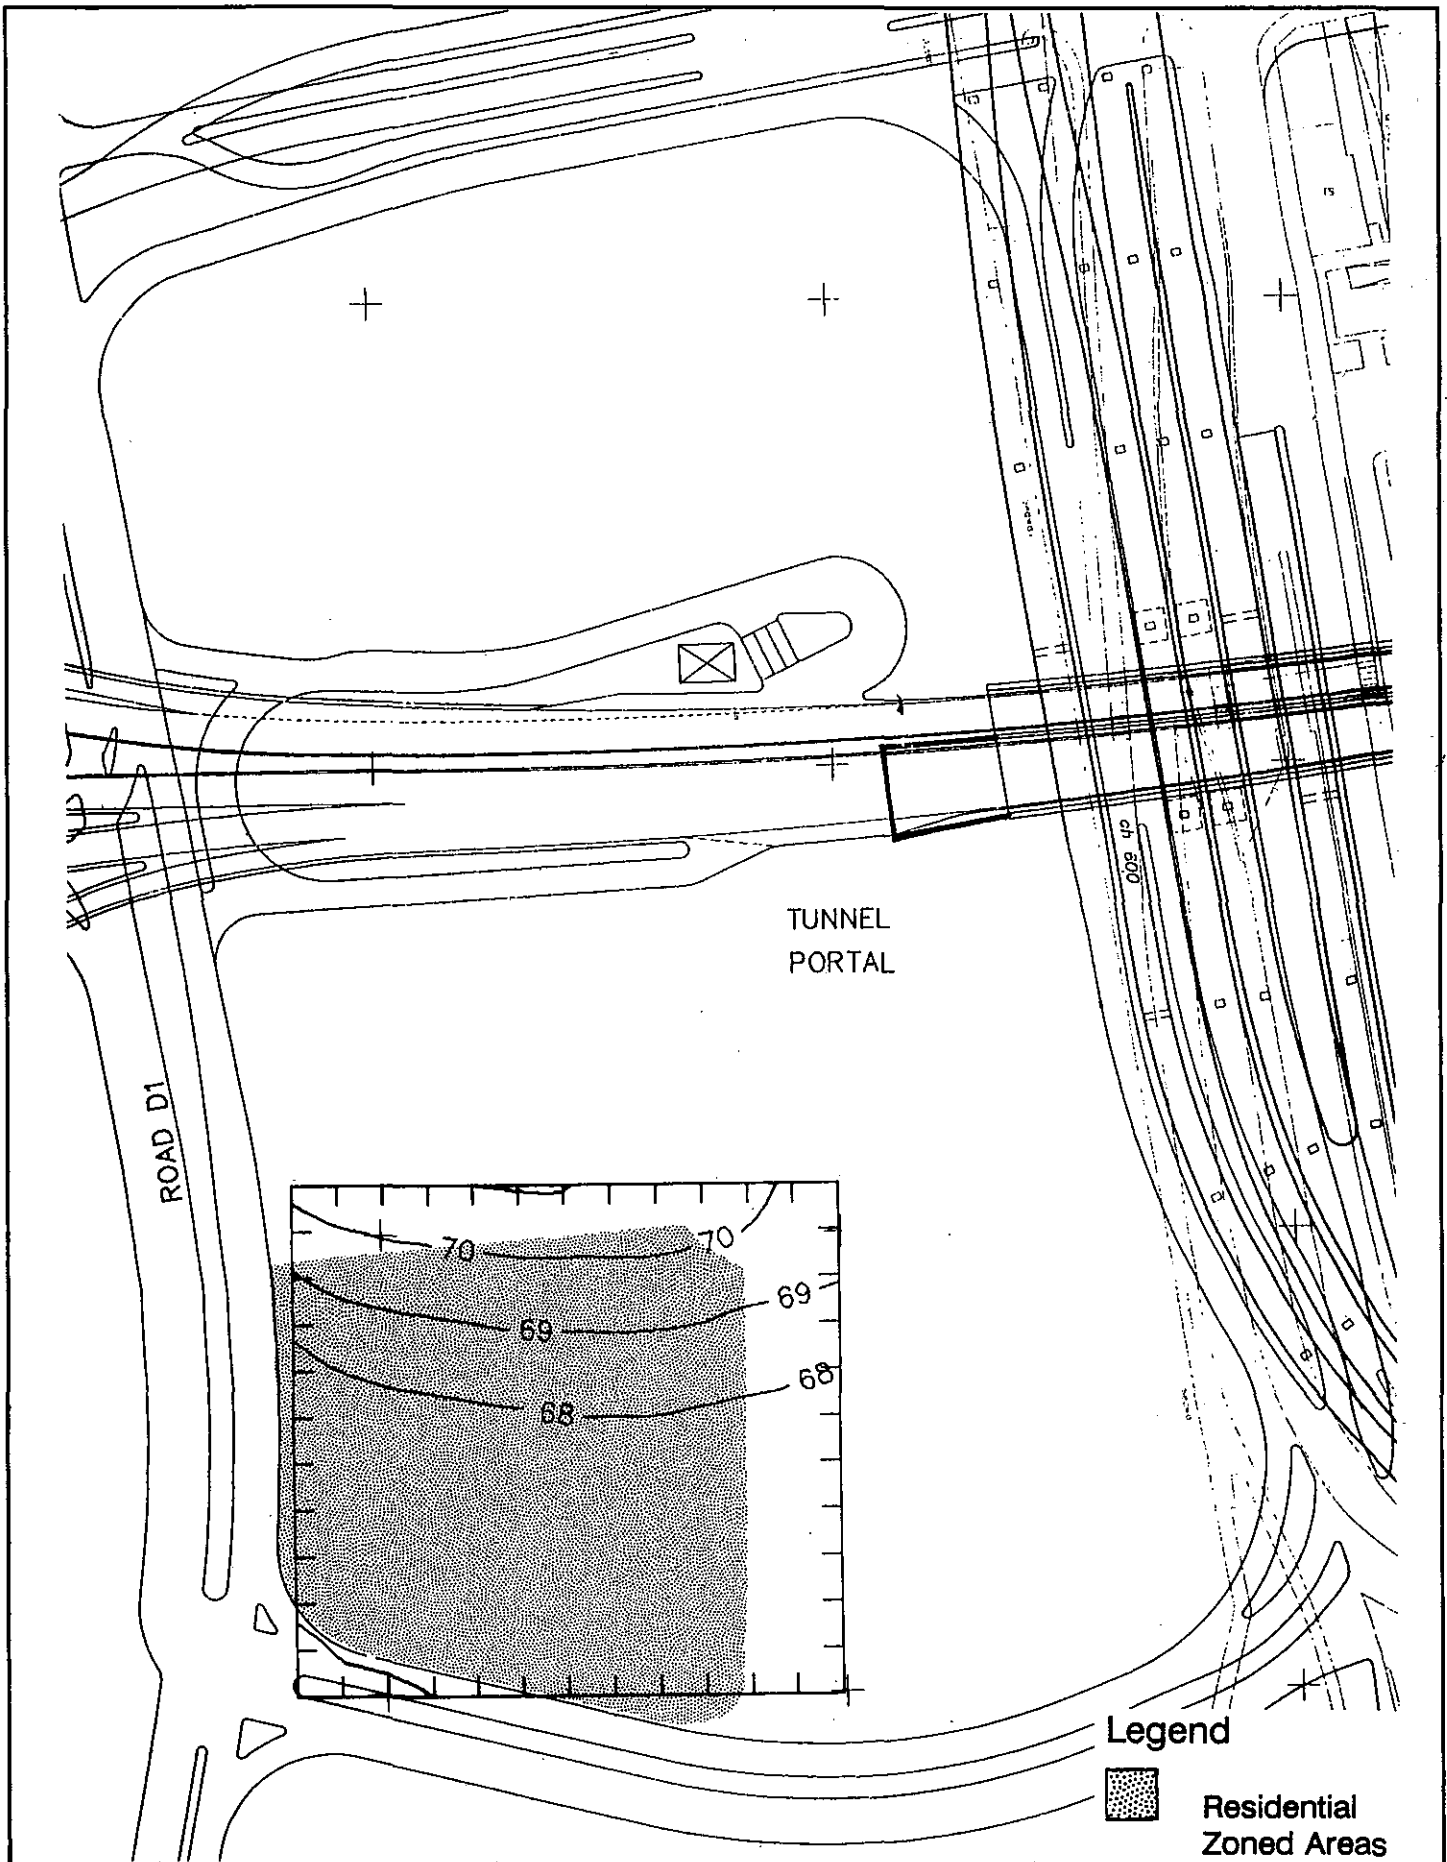 TUNNEL
PORTAL
ch 600
ROAD D1
70
70
69
69
68
68
Legend
Residential
Zoned Areas